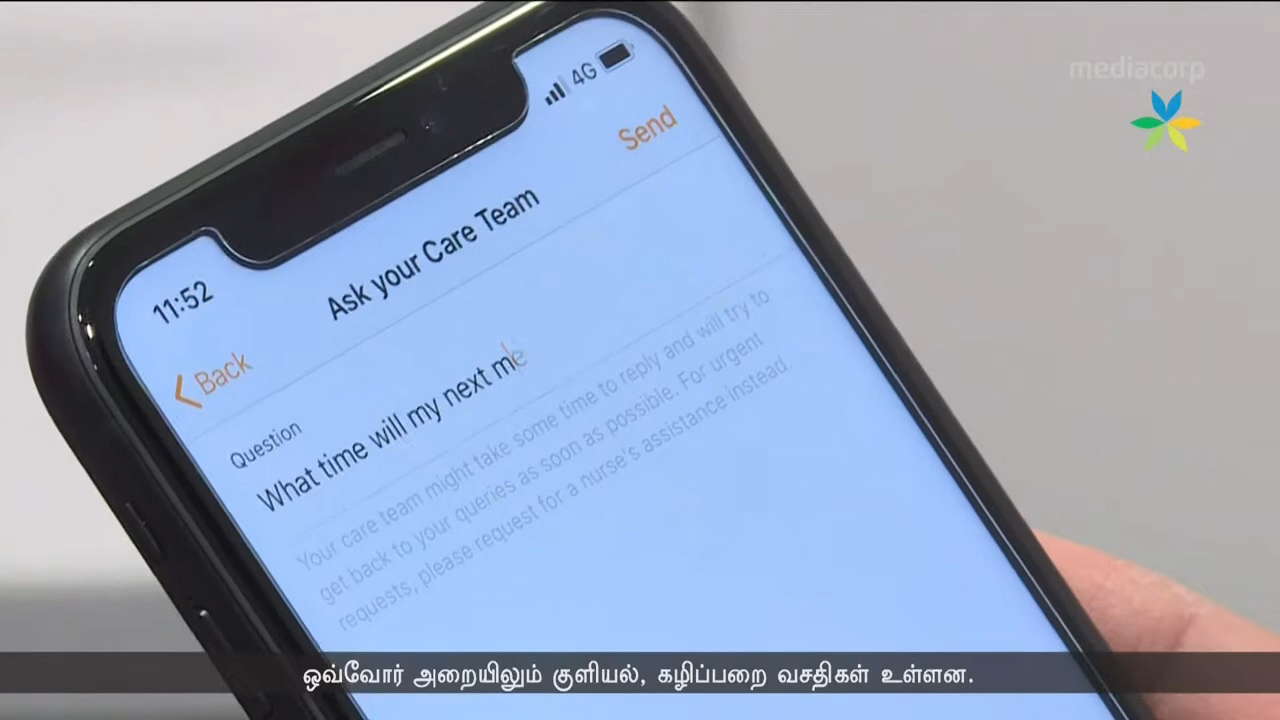 mediacorp
4G
11:52
Send
Back
Ask your Care Team
Question
What time will my next me
Your care team might take some time to reply and will try to
get back to your queries as soon as possible. For urgent
requests, please request for a nurse's assistance instead.
ஒவ்வோர் அறையிலும் குளியல், கழிப்பறை வசதிகள் உள்ளன.